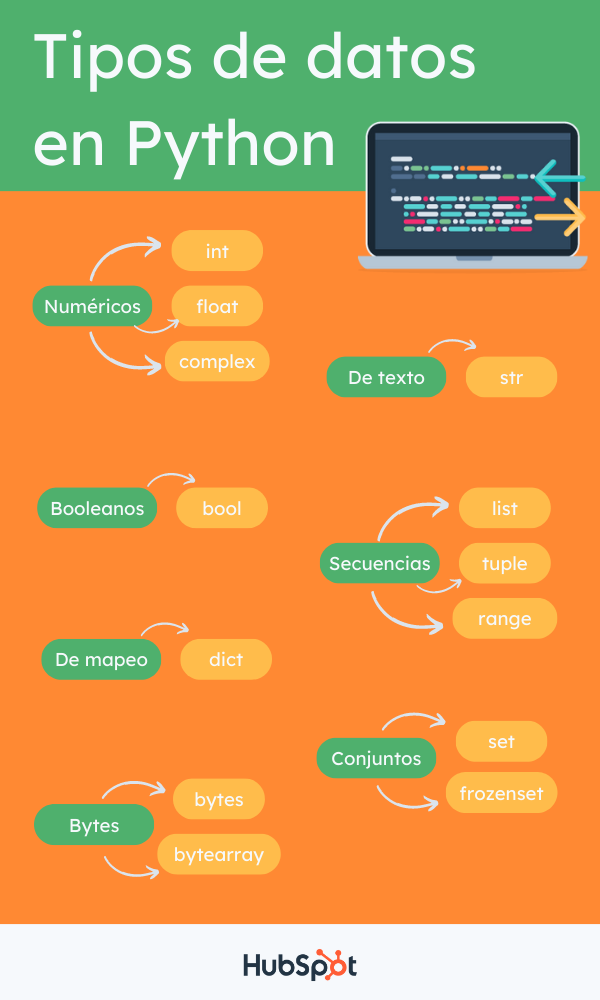 Tipos de datos
en Python
Numéricos
int
float
complex
De texto
str
Booleanos
bool
Secuencias
list
tuple
range
De mapeo
dict
Conjuntos
set
frozenset
Bytes
bytes
bytearray
HubSpot